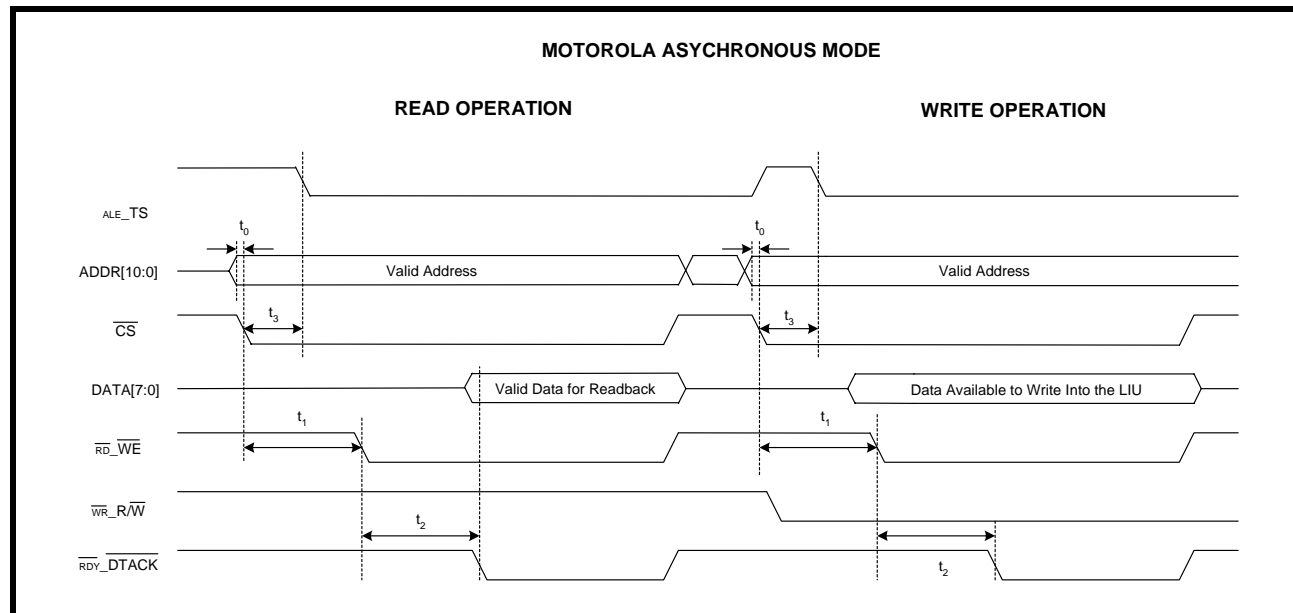 MOTOROLA ASYCHRONOUS MODE
READ OPERATION
WRITE OPERATION
ALE_TS
t0
t0
ADDR[10:0]
Valid Address
Valid Address
CS
t3
t3
DATA[7:0]
Valid Data for Readback
Data Available to Write Into the LIU
t1
t1
RD_WE
WR_R/W
t2
t2
RDY_DTACK